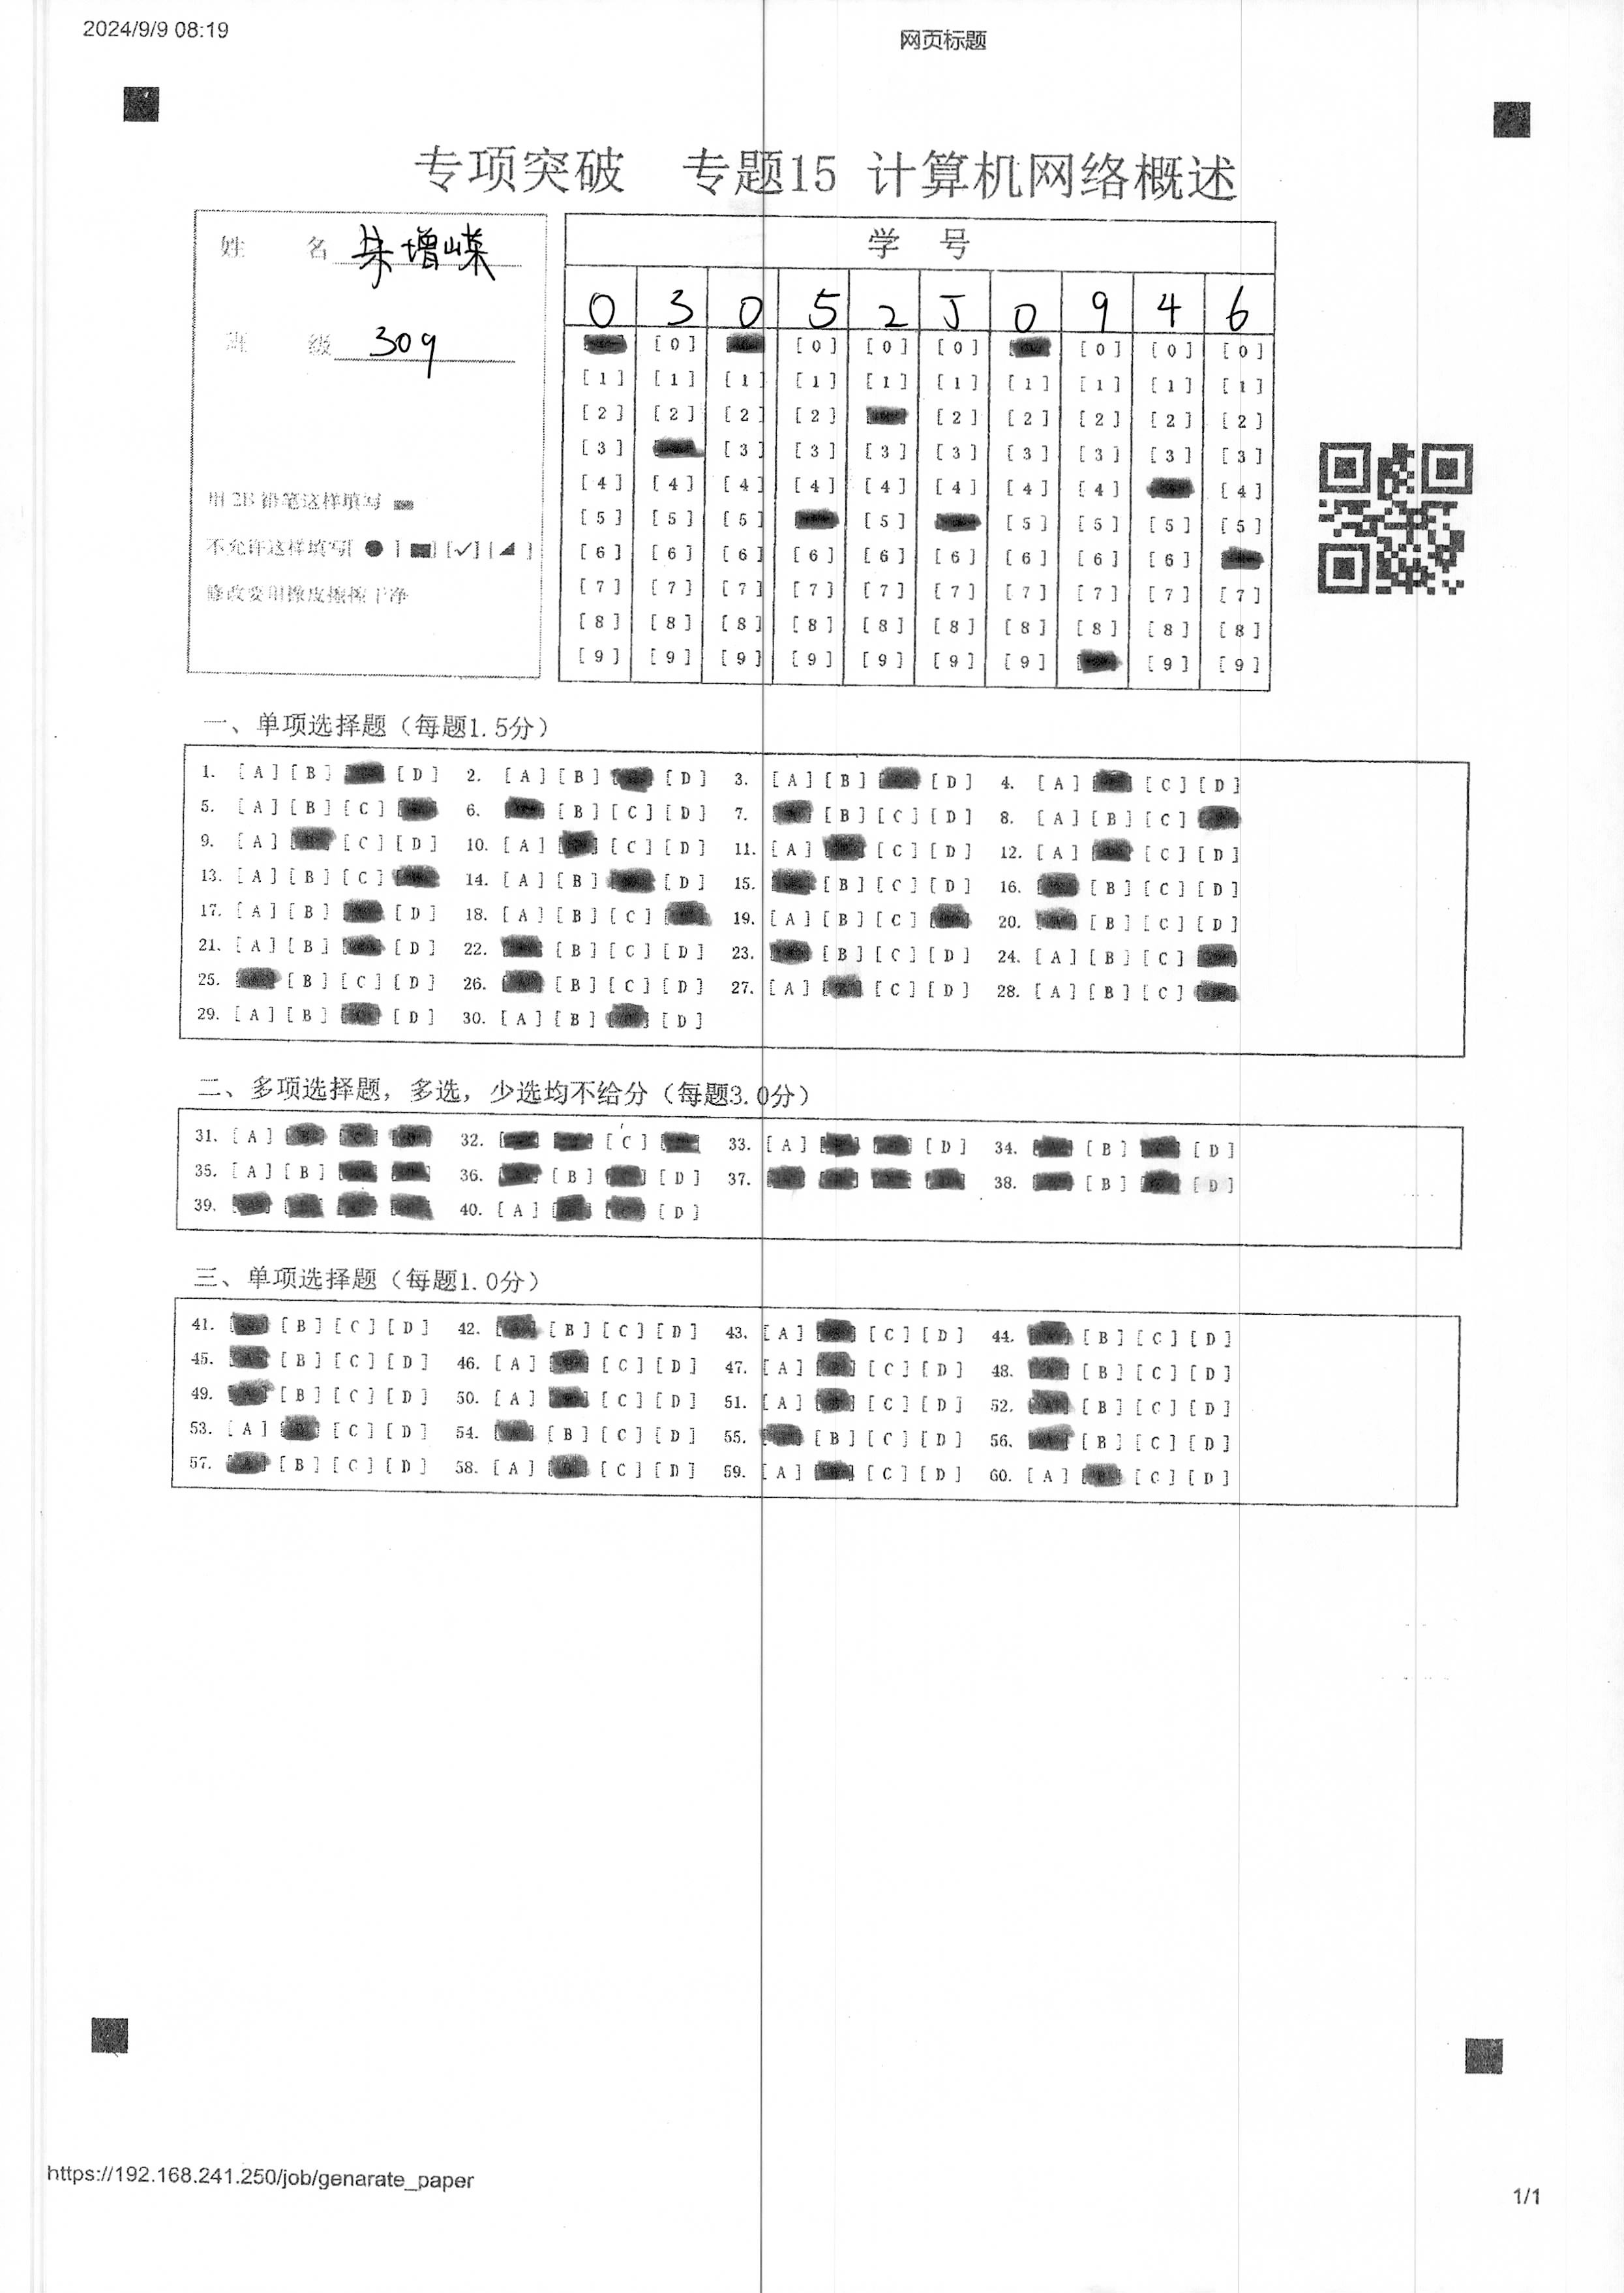 2024/9/9 08:19
网页标题
专项突破 专题15 计算机网络概述
姓 名 朱增嵘
班 级 309
用 2B 铅笔这样填写
不允许这样填写[ ● ] [■] [✓] [◢ ]
修改要用橡皮擦擦干净
学 号
0 3 0 5 2 5 0 9 4 6
[0] [0] [0] [0] [0] [0] [0]
[1] [1] [1] [1] [1] [1] [1] [1] [1] [1]
[2] [2] [2] [2] [2] [2] [2] [2] [2]
[3] [3] [3] [3] [3] [3] [3] [3] [3]
[4] [4] [4] [4] [4] [4] [4] [4] [4]
[5] [5] [5] [5] [5] [5] [5] [5]
[6] [6] [6] [6] [6] [6] [6] [6] [6]
[7] [7] [7] [7] [7] [7] [7] [7] [7] [7]
[8] [8] [8] [8] [8] [8] [8] [8] [8] [8]
[9] [9] [9] [9] [9] [9] [9] [9] [9]
一、单项选择题（每题1.5分）
1. [A] [B] [D] 2. [A] [B] [D] 3. [A] [B] [D] 4. [A] [C] [D]
5. [A] [B] [C] 6. [B] [C] [D] 7. [B] [C] [D] 8. [A] [B] [C]
9. [A] [C] [D] 10. [A] [C] [D] 11. [A] [C] [D] 12. [A] [C] [D]
13. [A] [B] [C] 14. [A] [B] [D] 15. [B] [C] [D] 16. [B] [C] [D]
17. [A] [B] [D] 18. [A] [B] [C] 19. [A] [B] [C] 20. [B] [C] [D]
21. [A] [B] [D] 22. [B] [C] [D] 23. [B] [C] [D] 24. [A] [B] [C]
25. [B] [C] [D] 26. [B] [C] [D] 27. [A] [C] [D] 28. [A] [B] [C]
29. [A] [B] [D] 30. [A] [B] [D]
二、多项选择题，多选，少选均不给分（每题3.0分）
31. [A] 32. [C] 33. [A] [D] 34. [B] [D]
35. [A] [B] 36. [B] [D] 37. 38. [B] [D]
39. 40. [A] [D]
三、单项选择题（每题1.0分）
41. [B] [C] [D] 42. [B] [C] [D] 43. [A] [C] [D] 44. [B] [C] [D]
45. [B] [C] [D] 46. [A] [C] [D] 47. [A] [C] [D] 48. [B] [C] [D]
49. [B] [C] [D] 50. [A] [C] [D] 51. [A] [C] [D] 52. [B] [C] [D]
53. [A] [C] [D] 54. [B] [C] [D] 55. [B] [C] [D] 56. [B] [C] [D]
57. [B] [C] [D] 58. [A] [C] [D] 59. [A] [C] [D] 60. [A] [C] [D]
https://192.168.241.250/job/genarate_paper
1/1